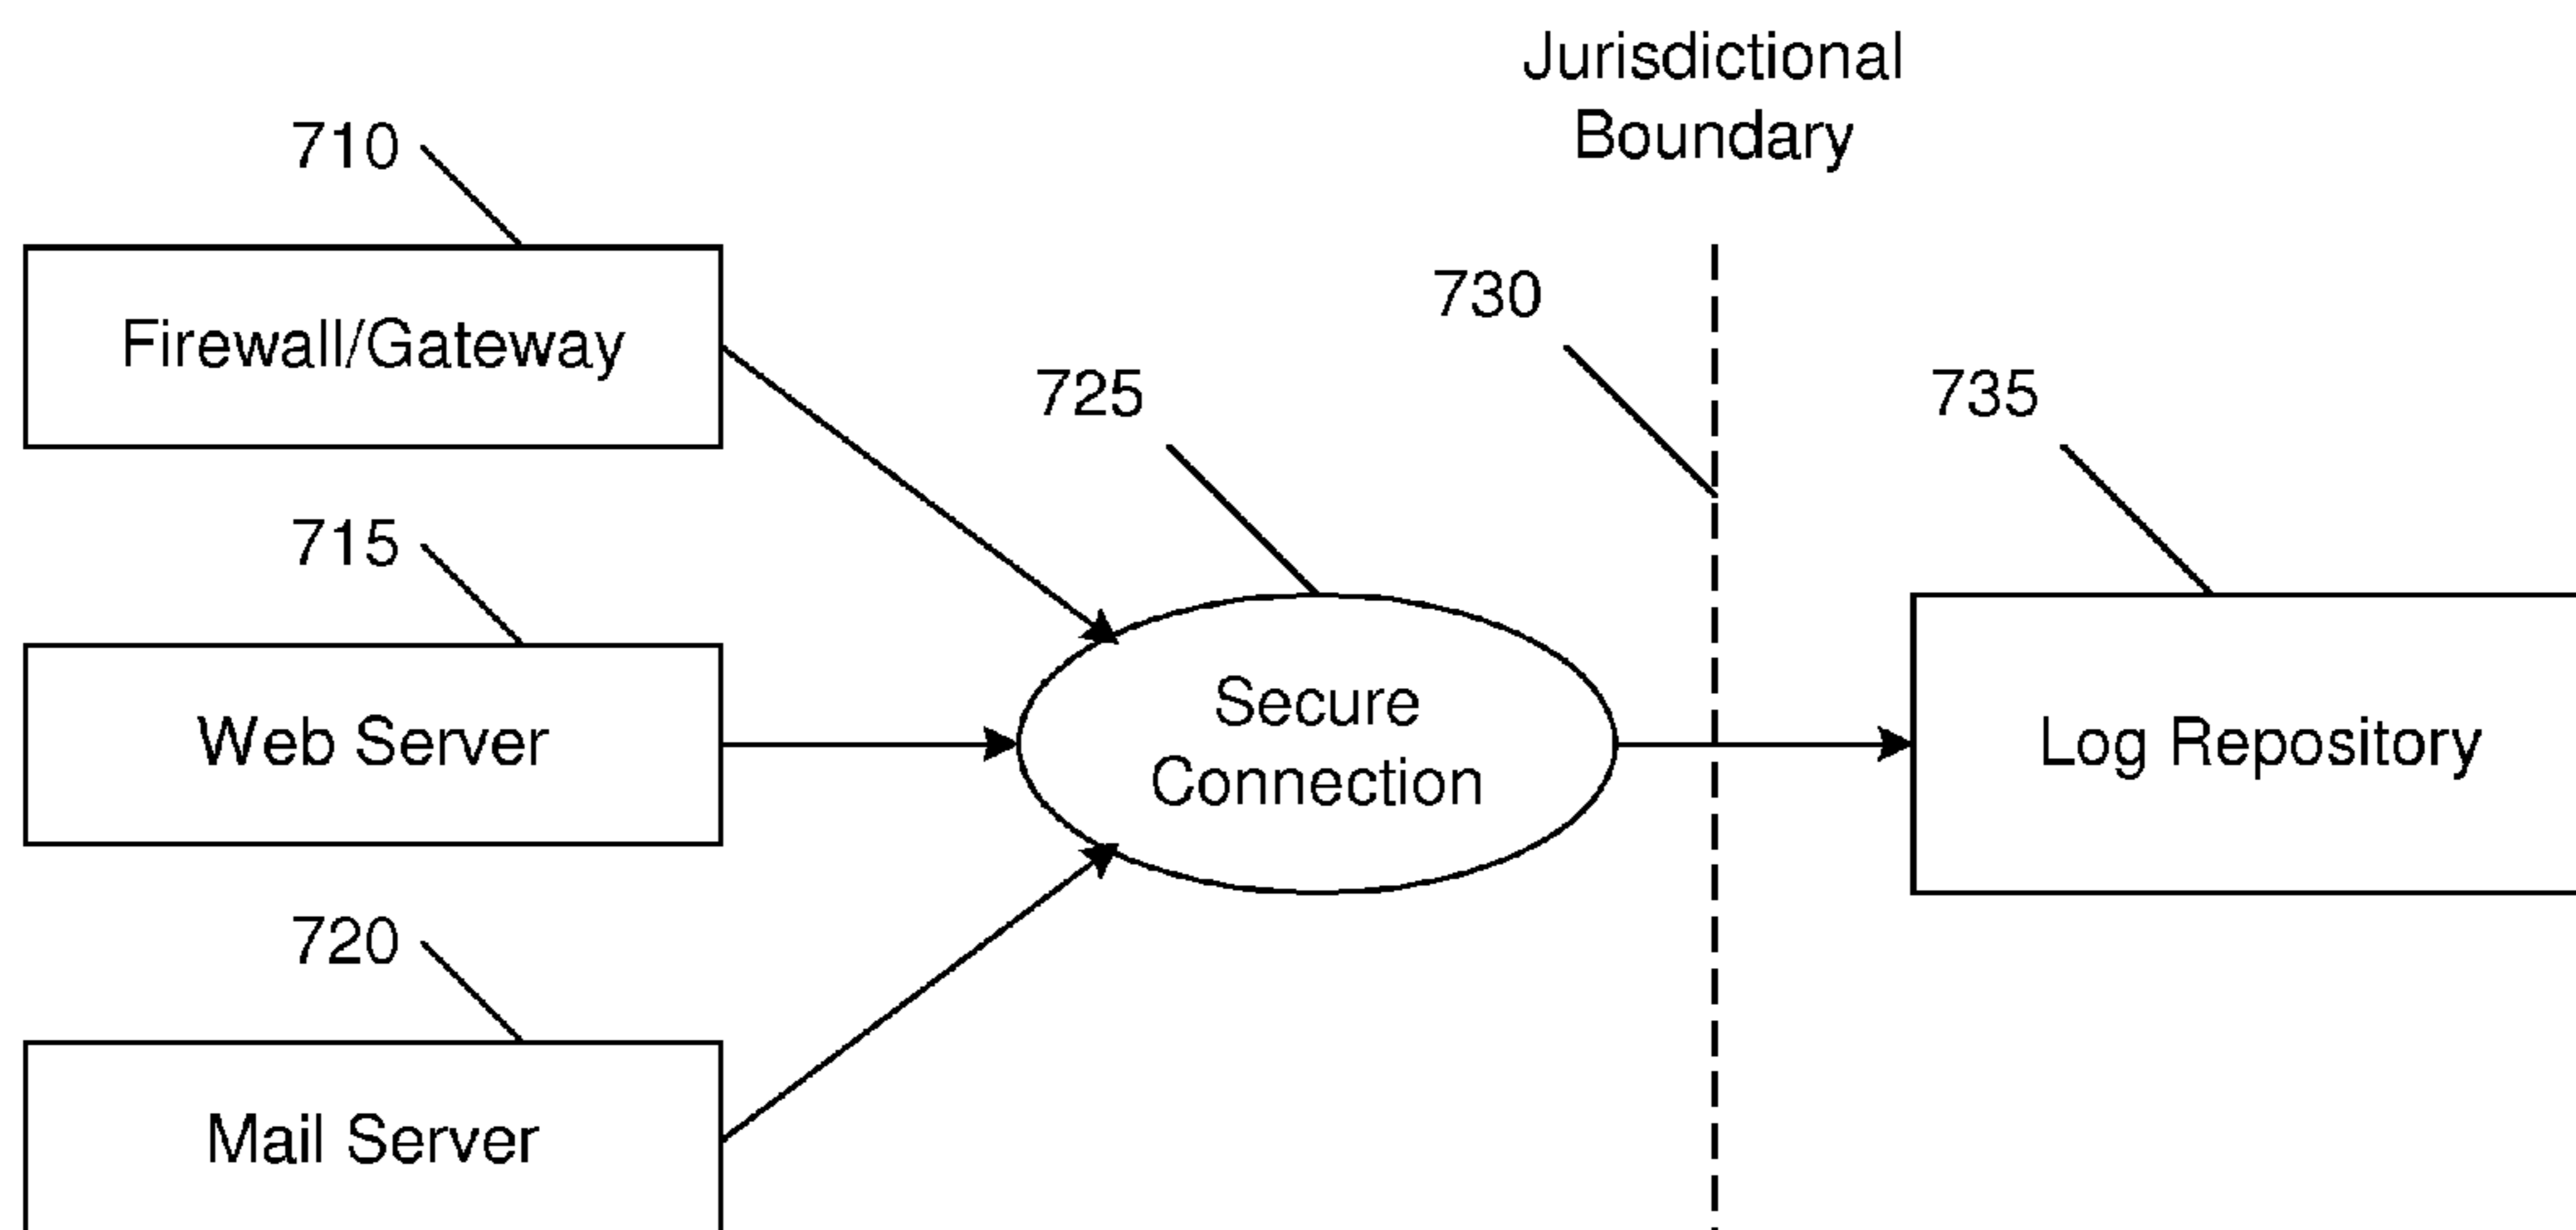 Jurisdictional
Boundary
710
Firewall/Gateway
730
725
735
715
Secure
Connection
Web Server
Log Repository
720
Mail Server